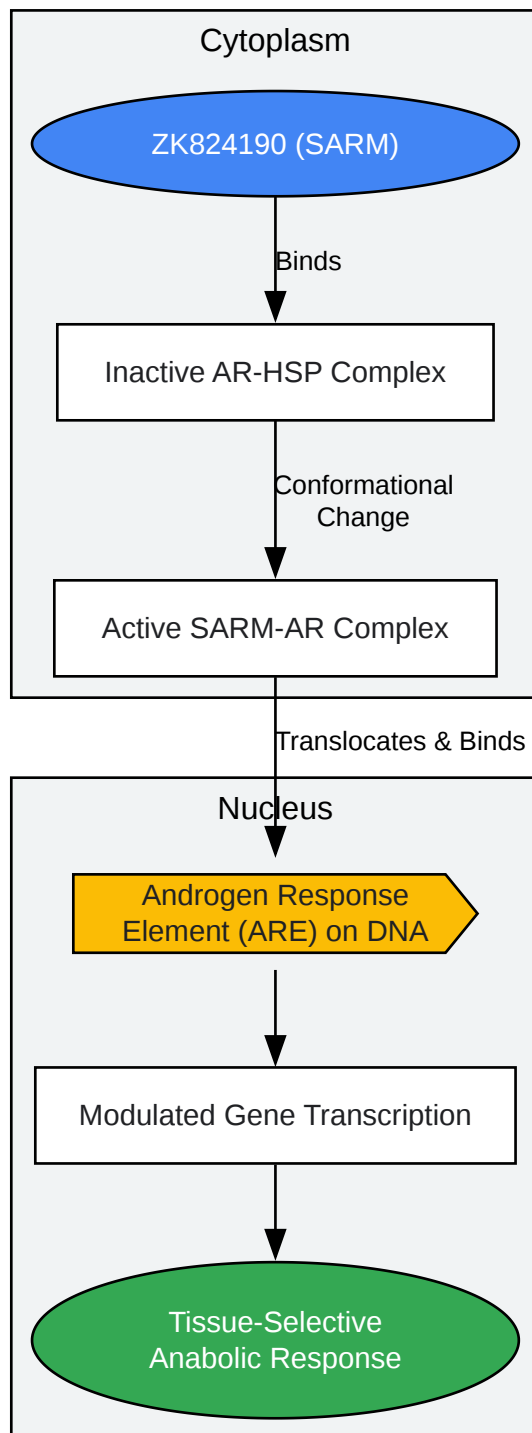 Cytoplasm
ZK824190 (SARM)
Binds
Inactive AR-HSP Complex
Conformational
Change
Active SARM-AR Complex
Translocates & Binds
Nucleus
Androgen Response
Element (ARE) on DNA
Modulated Gene Transcription
Tissue-Selective
Anabolic Response